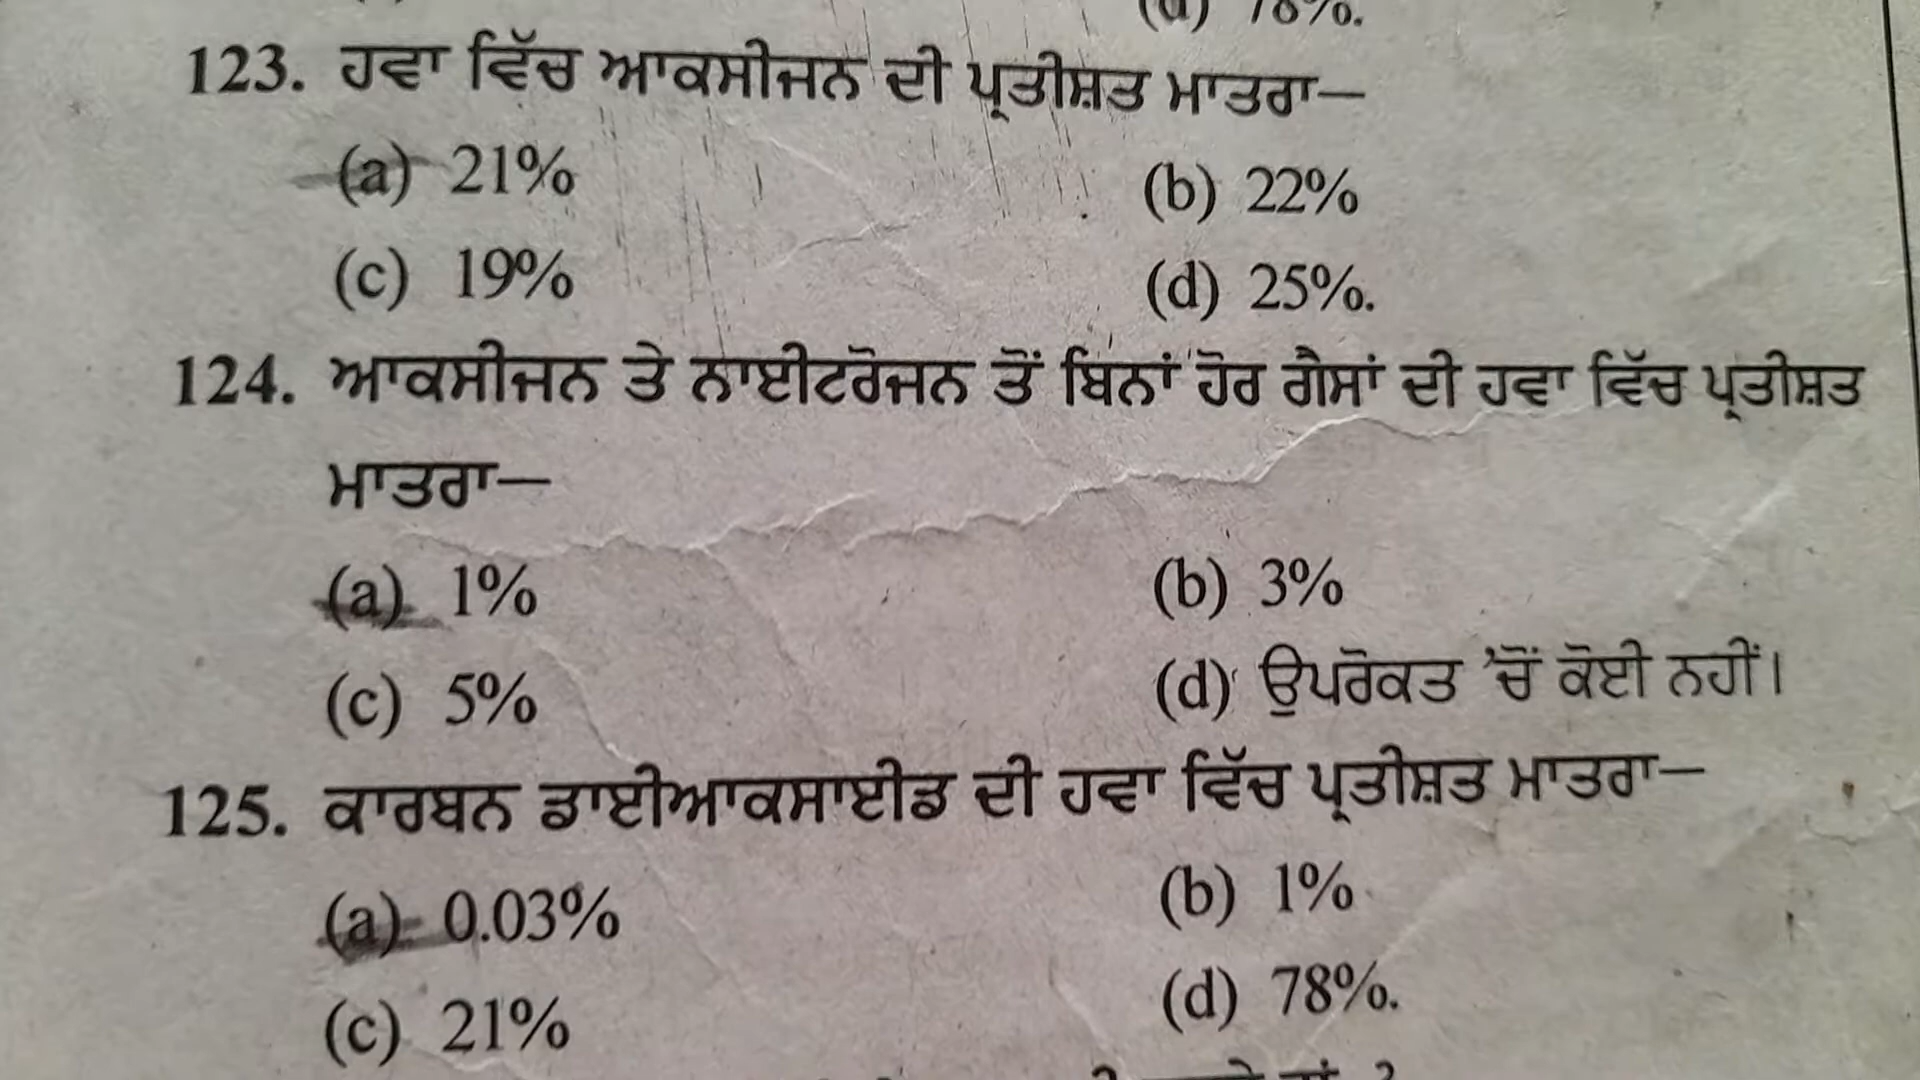 (d) 78%.
123. ਹਵਾ ਵਿੱਚ ਆਕਸੀਜਨ ਦੀ ਪ੍ਰਤੀਸ਼ਤ ਮਾਤਰਾ—
(a) 21% (b) 22%
(c) 19% (d) 25%.
124. ਆਕਸੀਜਨ ਤੇ ਨਾਈਟਰੋਜਨ ਤੋਂ ਬਿਨਾਂ ਹੋਰ ਗੈਸਾਂ ਦੀ ਹਵਾ ਵਿੱਚ ਪ੍ਰਤੀਸ਼ਤ
ਮਾਤਰਾ—
(a) 1% (b) 3%
(c) 5% (d) ਉਪਰੋਕਤ 'ਚੋਂ ਕੋਈ ਨਹੀਂ।
125. ਕਾਰਬਨ ਡਾਈਆਕਸਾਈਡ ਦੀ ਹਵਾ ਵਿੱਚ ਪ੍ਰਤੀਸ਼ਤ ਮਾਤਰਾ—
(a) 0.03% (b) 1%
(c) 21% (d) 78%.